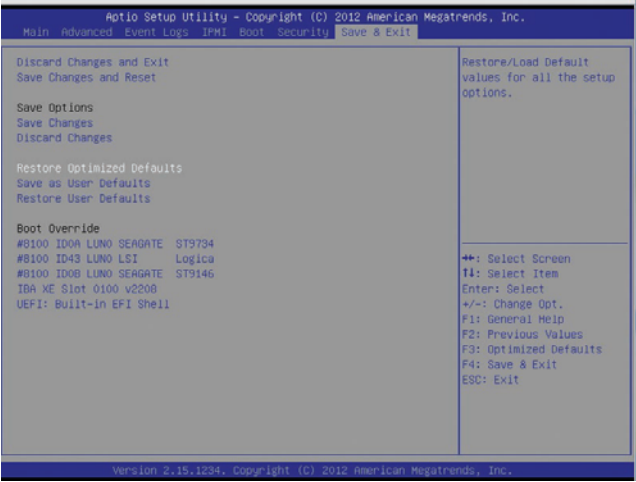 Aptio Setup Utility – Copyright (C) 2012 American Megatrends, Inc.
Main Advanced Event Logs IPMI Boot Security Save & Exit
Discard Changes and Exit
Save Changes and Reset
Save Options
Save Changes
Discard Changes
Restore Optimized Defaults
Save as User Defaults
Restore User Defaults
Boot Override
#8100 ID0A LUN0 SEAGATE ST9734
#8100 ID43 LUN0 LSI Logica
#8100 ID0B LUN0 SEAGATE ST9146
IBA XE Slot 0100 v2208
UEFI: Built-in EFI Shell
Restore/Load Default
values for all the setup
options.
↔: Select Screen
↑↓: Select Item
Enter: Select
+/-: Change Opt.
F1: General Help
F2: Previous Values
F3: Optimized Defaults
F4: Save & Exit
ESC: Exit
Version 2.15.1234. Copyright (C) 2012 American Megatrends, Inc.